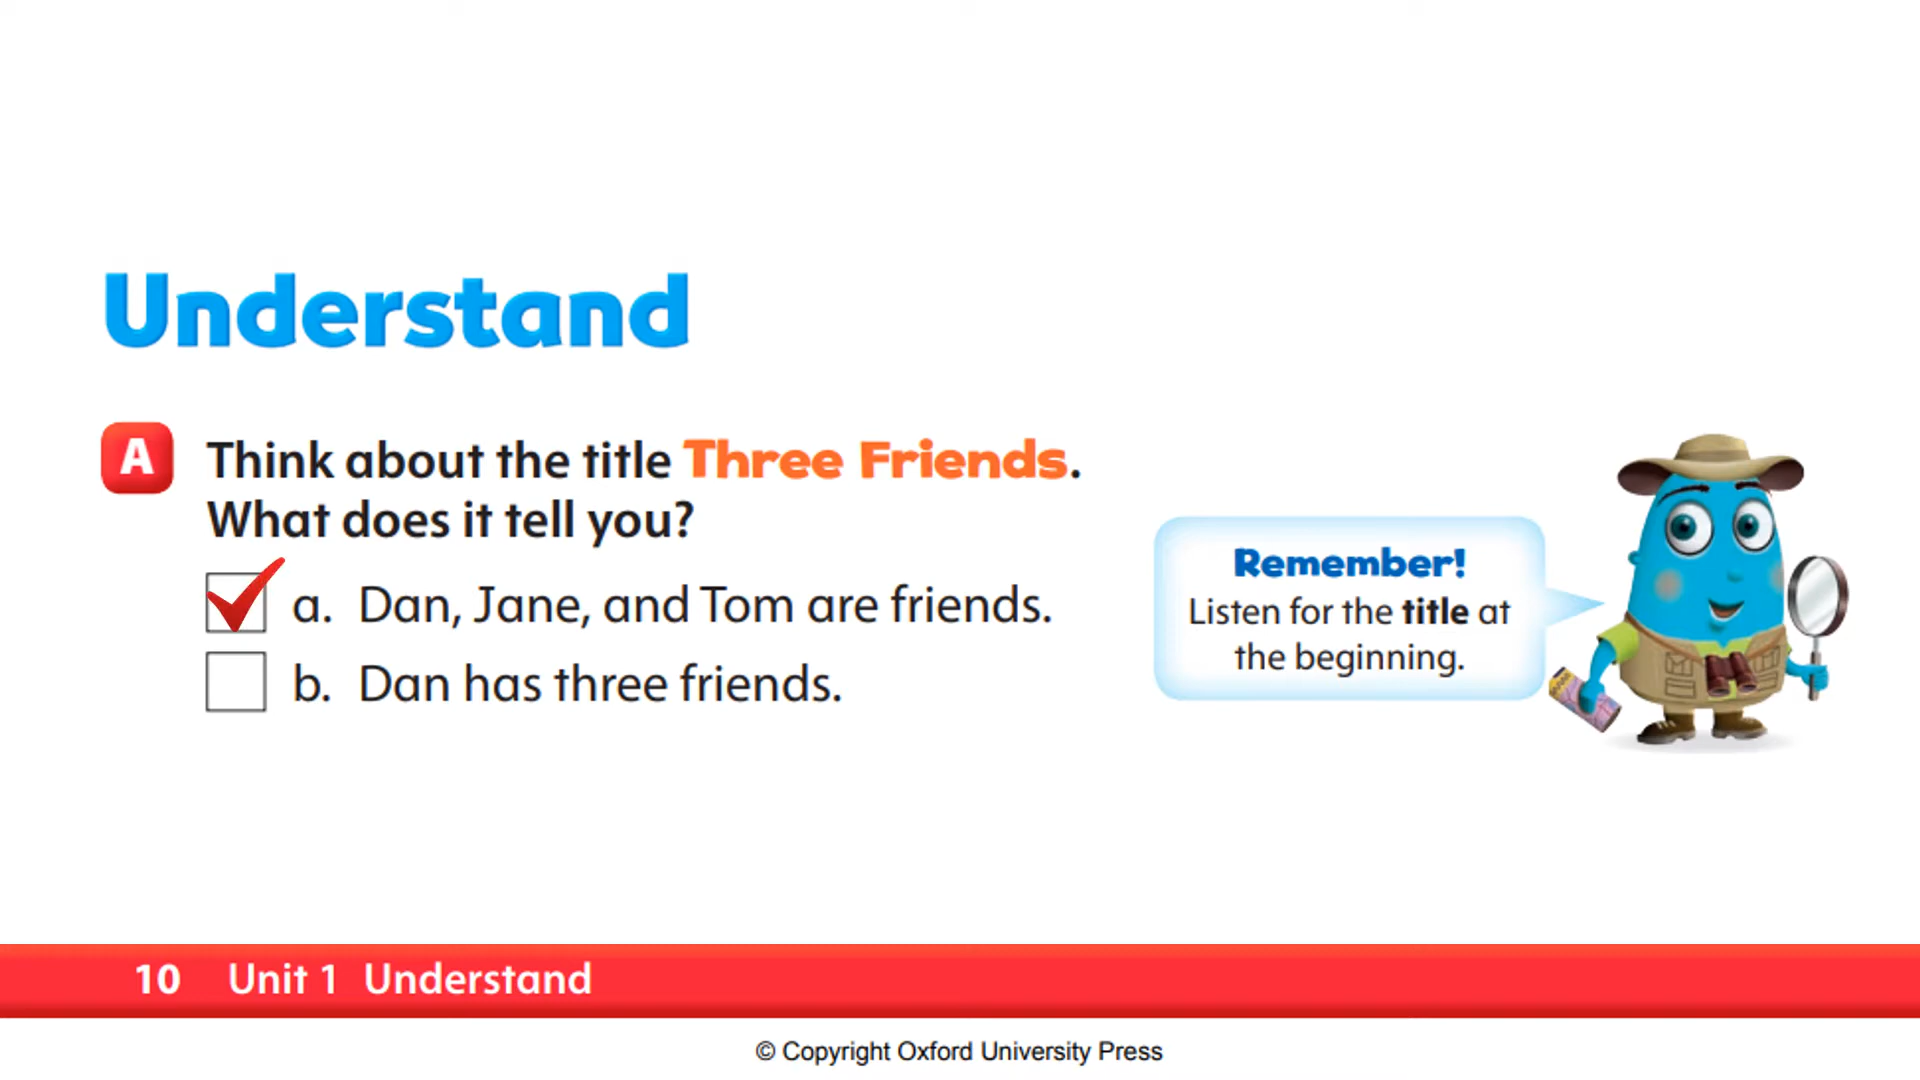 Understand
A Think about the title Three Friends.
What does it tell you?
a. Dan, Jane, and Tom are friends.
b. Dan has three friends.
Remember!
Listen for the title at
the beginning.
10 Unit 1 Understand
© Copyright Oxford University Press